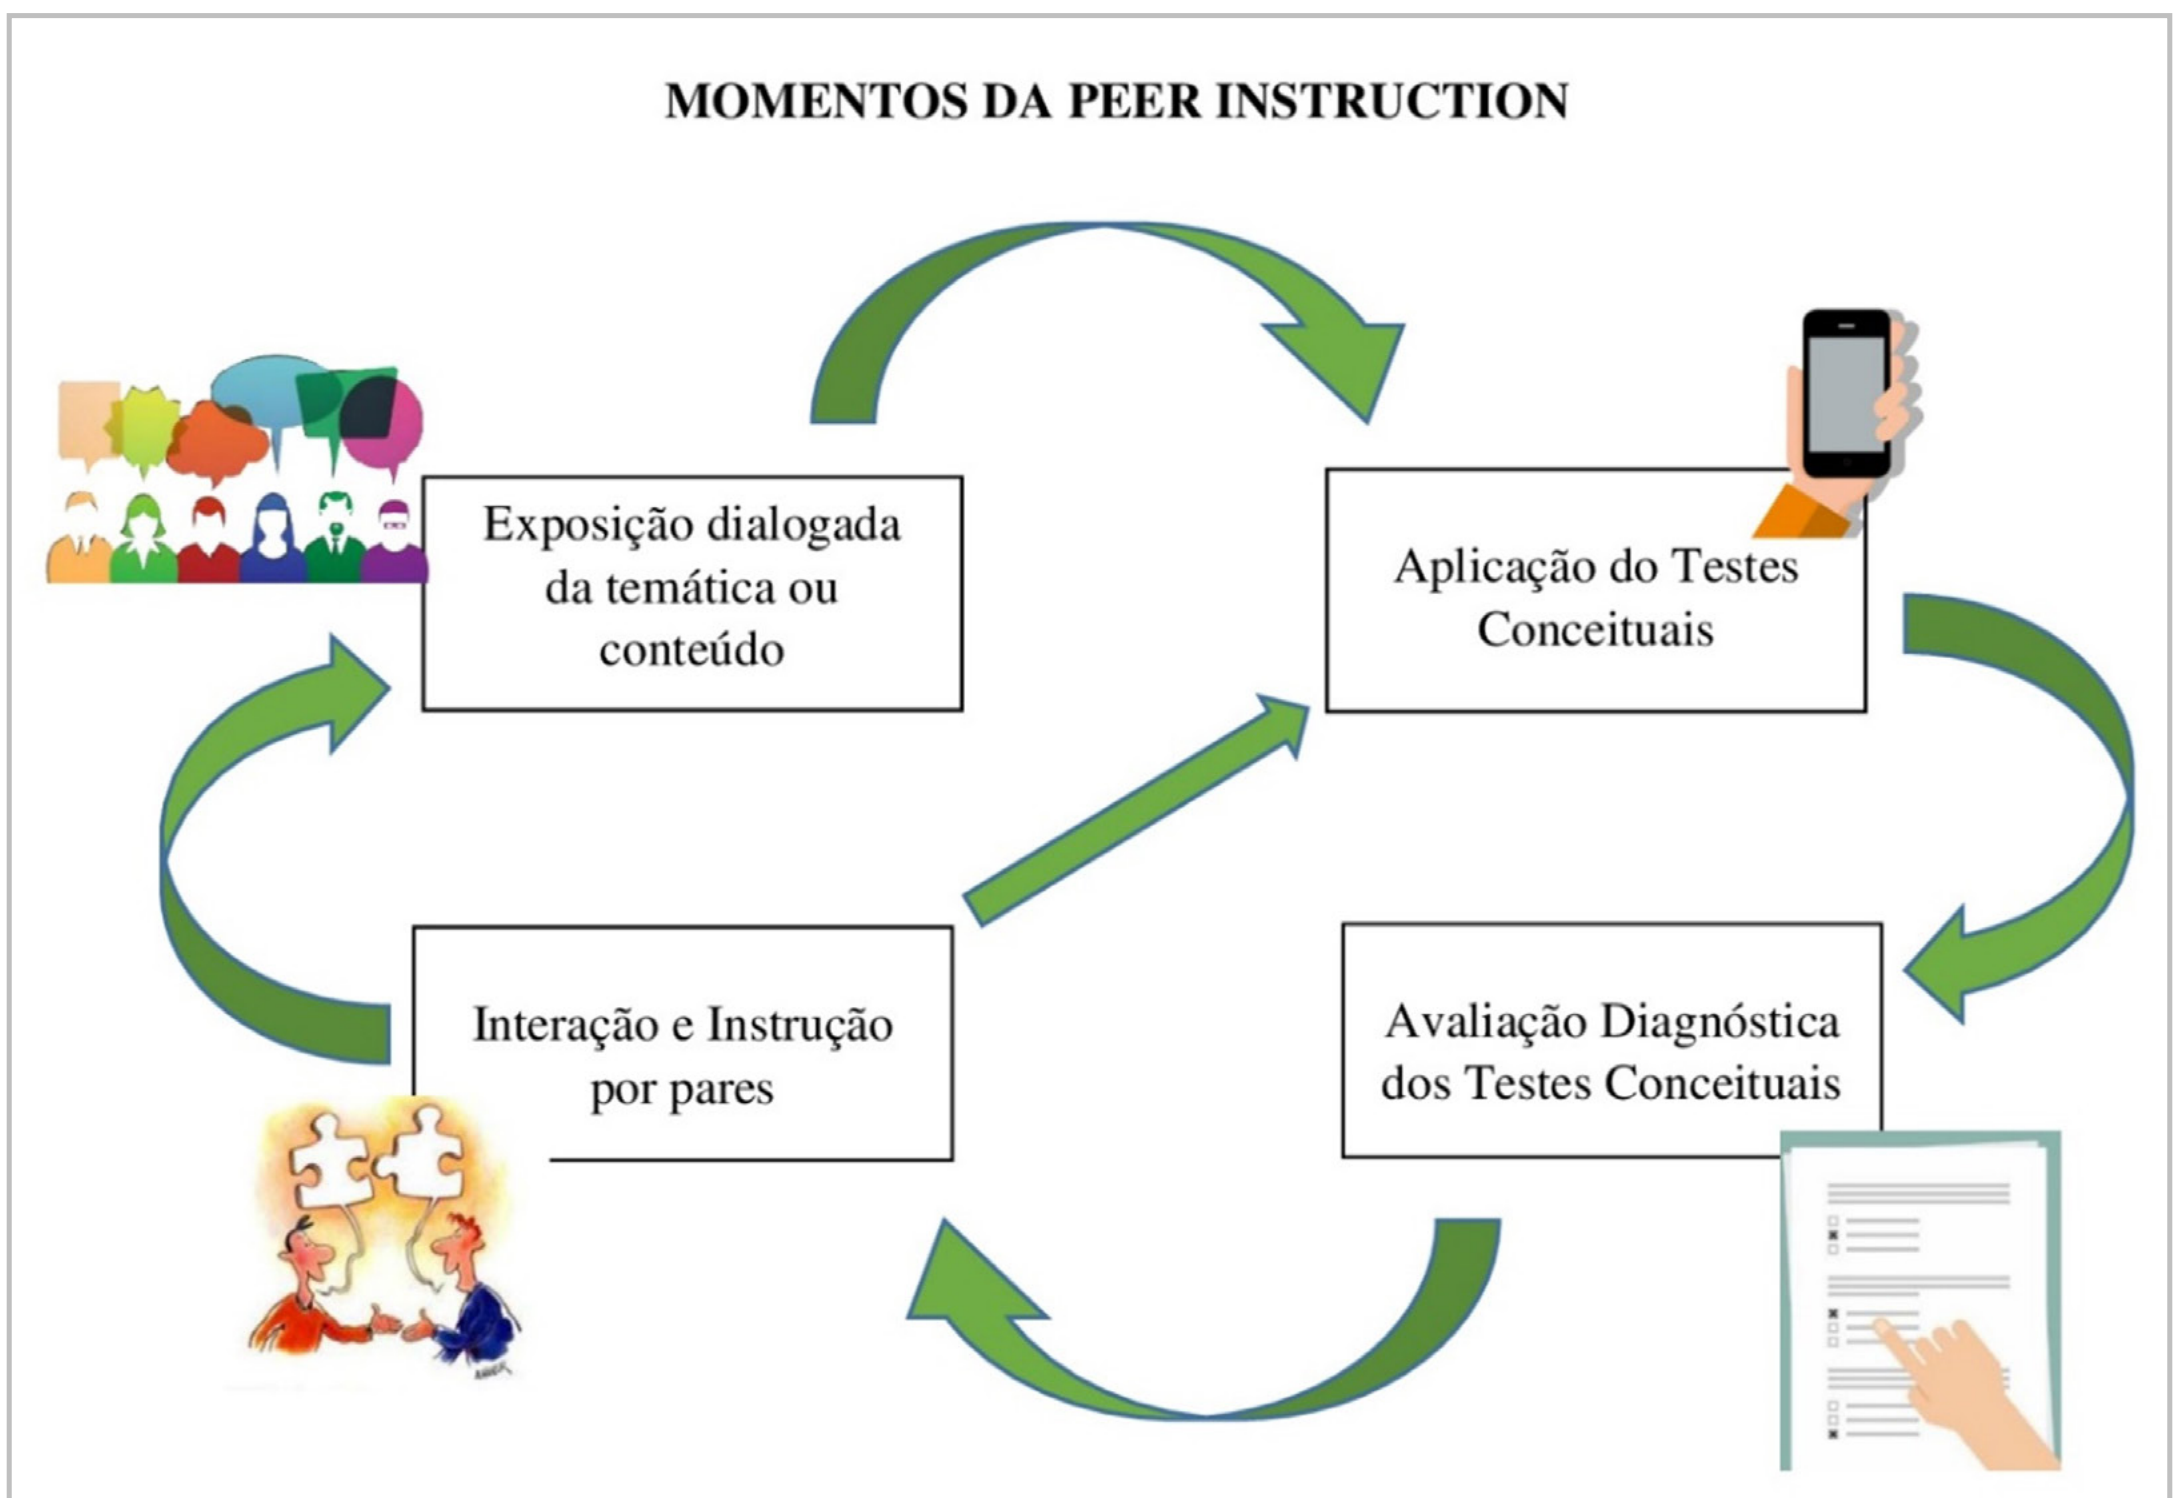 MOMENTOS DA PEER INSTRUCTION
Exposição dialogada
da temática ou
conteúdo
Aplicação do Testes
Conceituais
Interação e Instrução
por pares
Avaliação Diagnóstica
dos Testes Conceituais